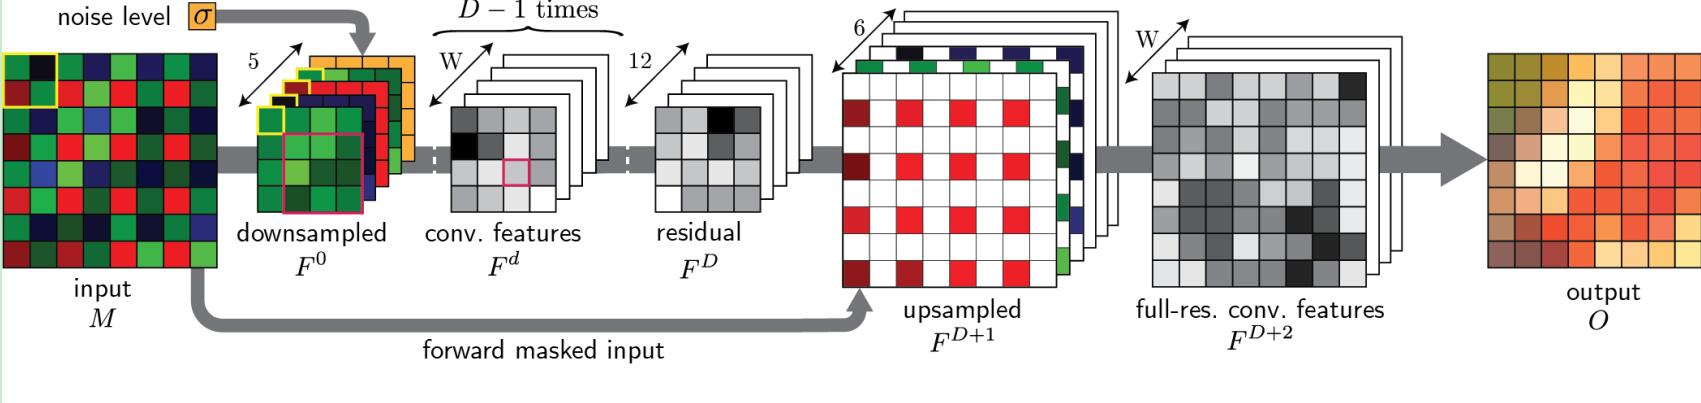 noise level σ
D − 1 times
5
W
12
6
W
input
M
downsampled
F^0
conv. features
F^d
residual
F^D
upsampled
F^{D+1}
full-res. conv. features
F^{D+2}
output
O
forward masked input